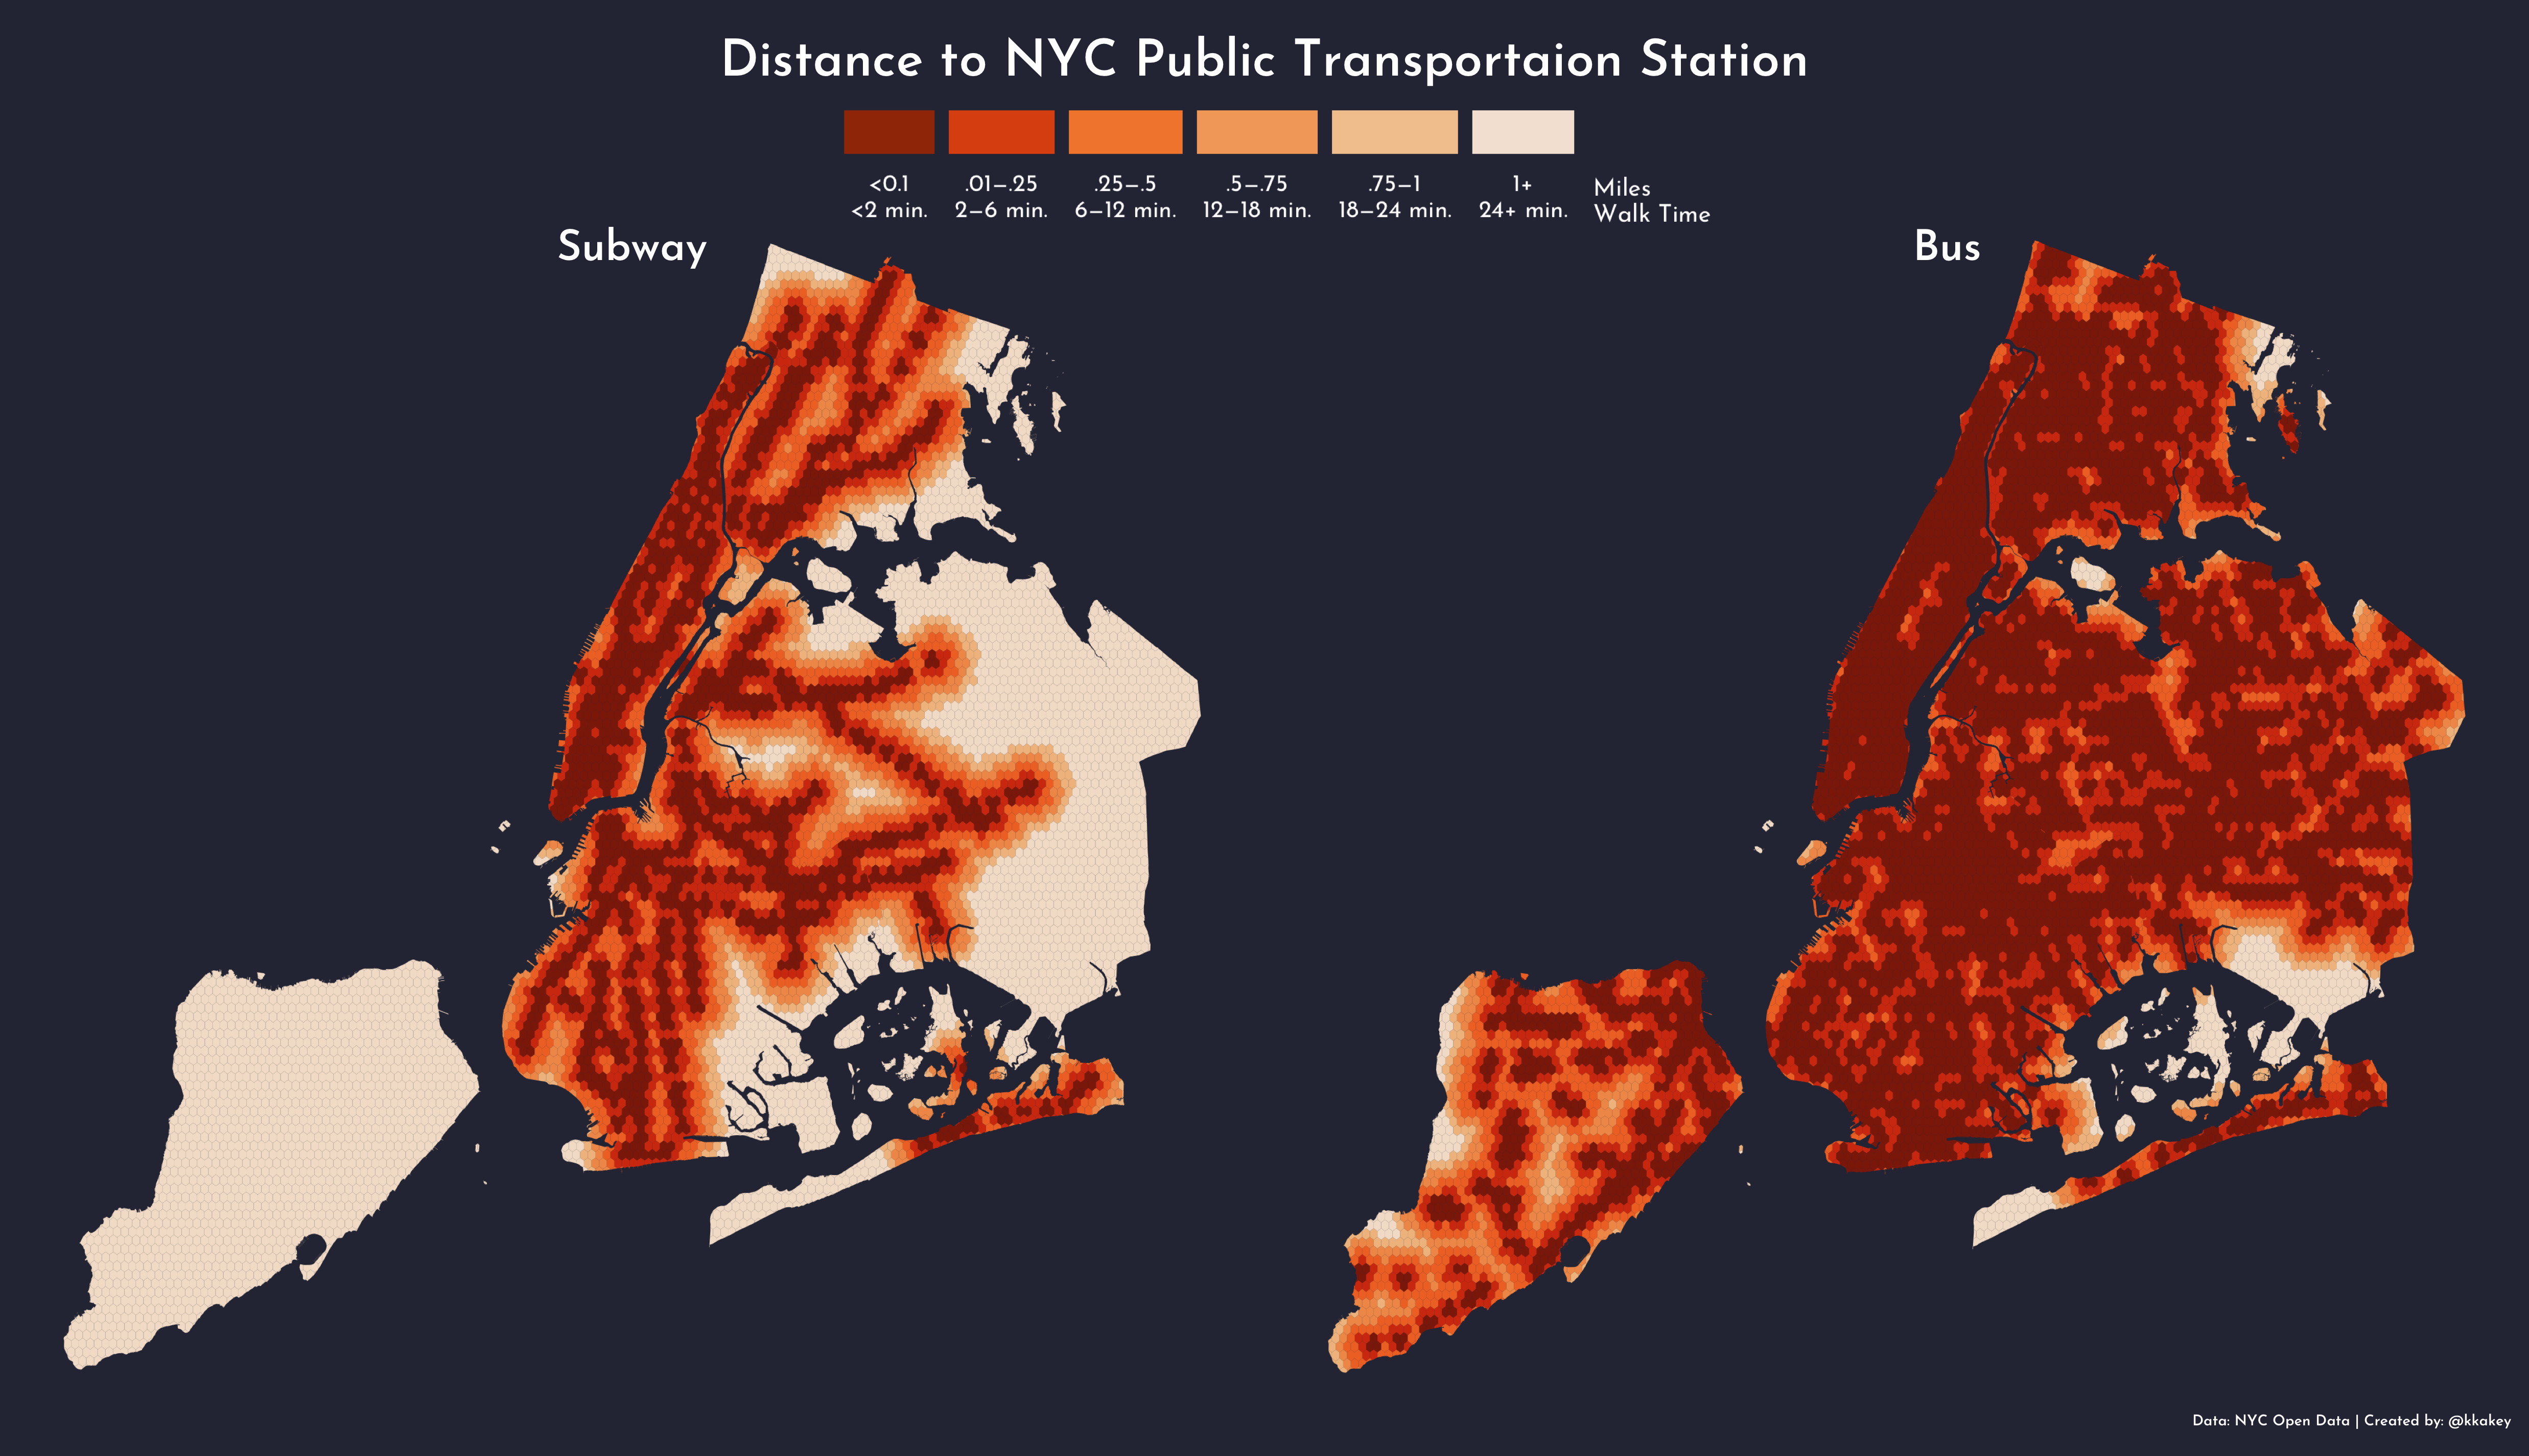 Distance to NYC Public Transportaion Station
<0.1 .01–.25 .25–.5 .5–.75 .75–1 1+ Miles
<2 min. 2–6 min. 6–12 min. 12–18 min. 18–24 min. 24+ min. Walk Time
Subway
Bus
Data: NYC Open Data | Created by: @kkakey